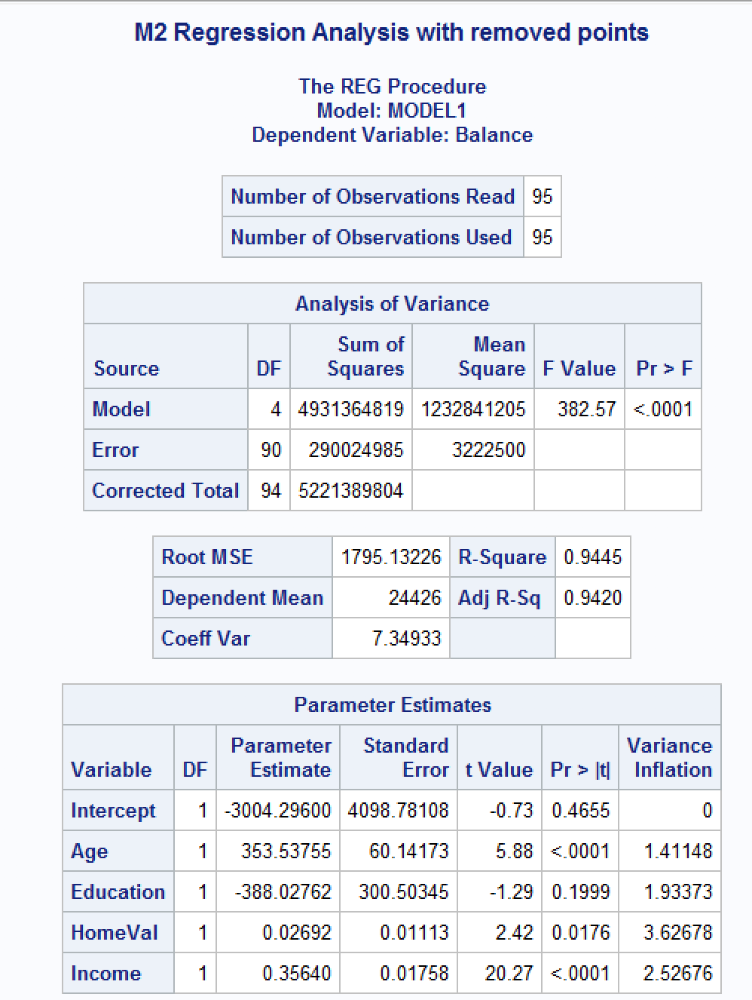 M2 Regression Analysis with removed points
The REG Procedure
Model: MODEL1
Dependent Variable: Balance
Number of Observations Read 95
Number of Observations Used 95
Analysis of Variance
Source DF Sum of Squares Mean Square F Value Pr > F
Model 4 4931364819 1232841205 382.57 <.0001
Error 90 290024985 3222500
Corrected Total 94 5221389804
Root MSE 1795.13226 R-Square 0.9445
Dependent Mean 24426 Adj R-Sq 0.9420
Coeff Var 7.34933
Parameter Estimates
Variable DF Parameter Estimate Standard Error t Value Pr > |t| Variance Inflation
Intercept 1 -3004.29600 4098.78108 -0.73 0.4655 0
Age 1 353.53755 60.14173 5.88 <.0001 1.41148
Education 1 -388.02762 300.50345 -1.29 0.1999 1.93373
HomeVal 1 0.02692 0.01113 2.42 0.0176 3.62678
Income 1 0.35640 0.01758 20.27 <.0001 2.52676